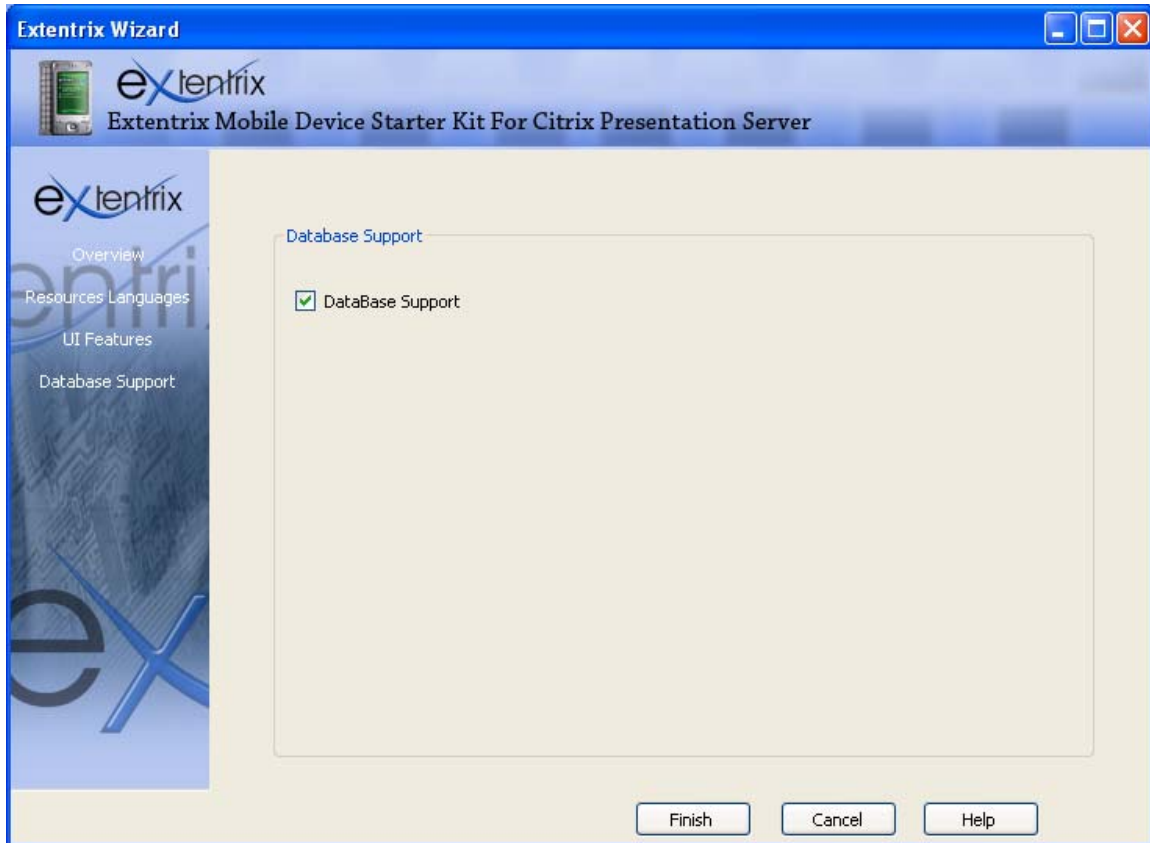 Extentrix Wizard
extentrix
Extentrix Mobile Device Starter Kit For Citrix Presentation Server
extentrix
Overview
Resources Languages
UI Features
Database Support
Database Support
DataBase Support
Finish
Cancel
Help